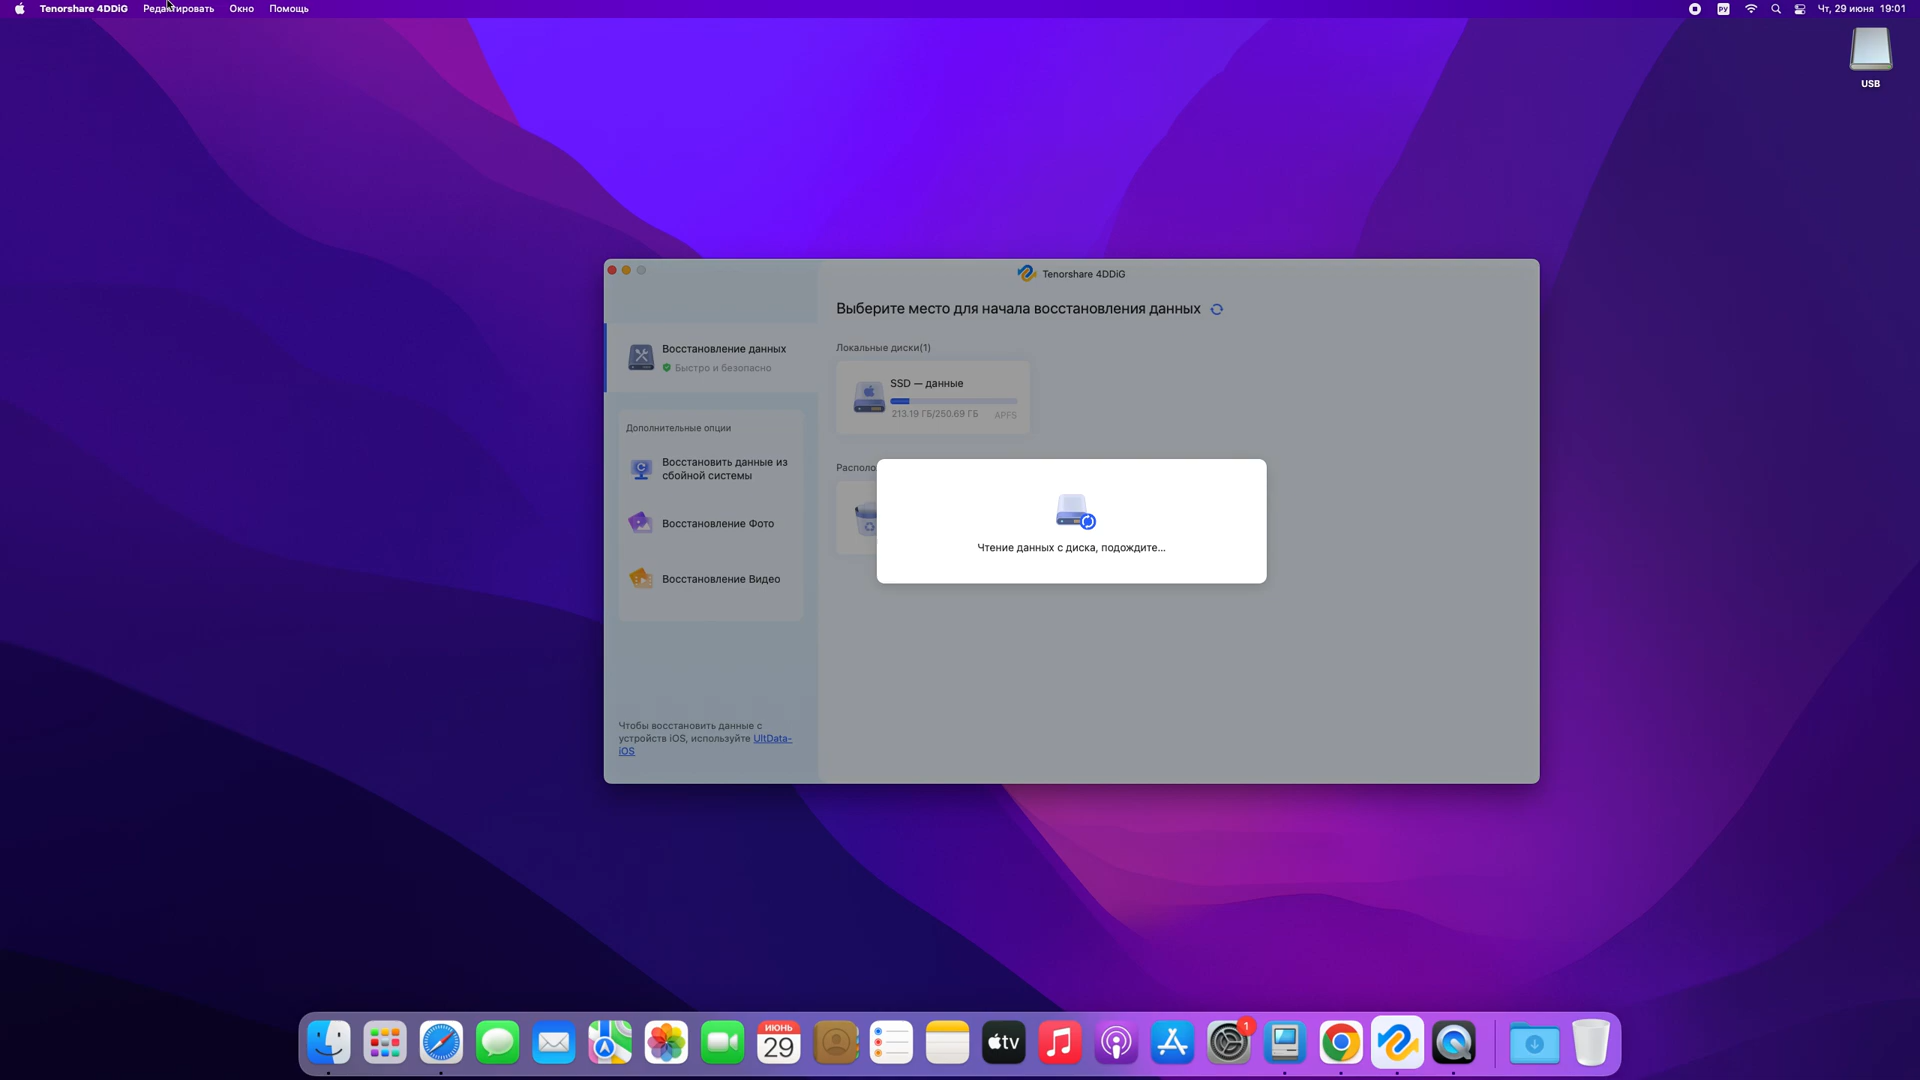 Tenorshare 4DDiG Редактировать Окно Помощь
РУ Чт, 29 июня 19:01
USB
Tenorshare 4DDiG
Выберите место для начала восстановления данных
Восстановление данных
Быстро и безопасно
Локальные диски(1)
SSD — данные
213.19 ГБ/250.69 ГБ APFS
Дополнительные опции
Восстановить данные из
сбойной системы
Восстановление Фото
Восстановление Видео
Располо
Чтение данных с диска, подождите...
Чтобы восстановить данные с
устройств iOS, используйте UltData-
iOS
ИЮНЬ
29
tv
1